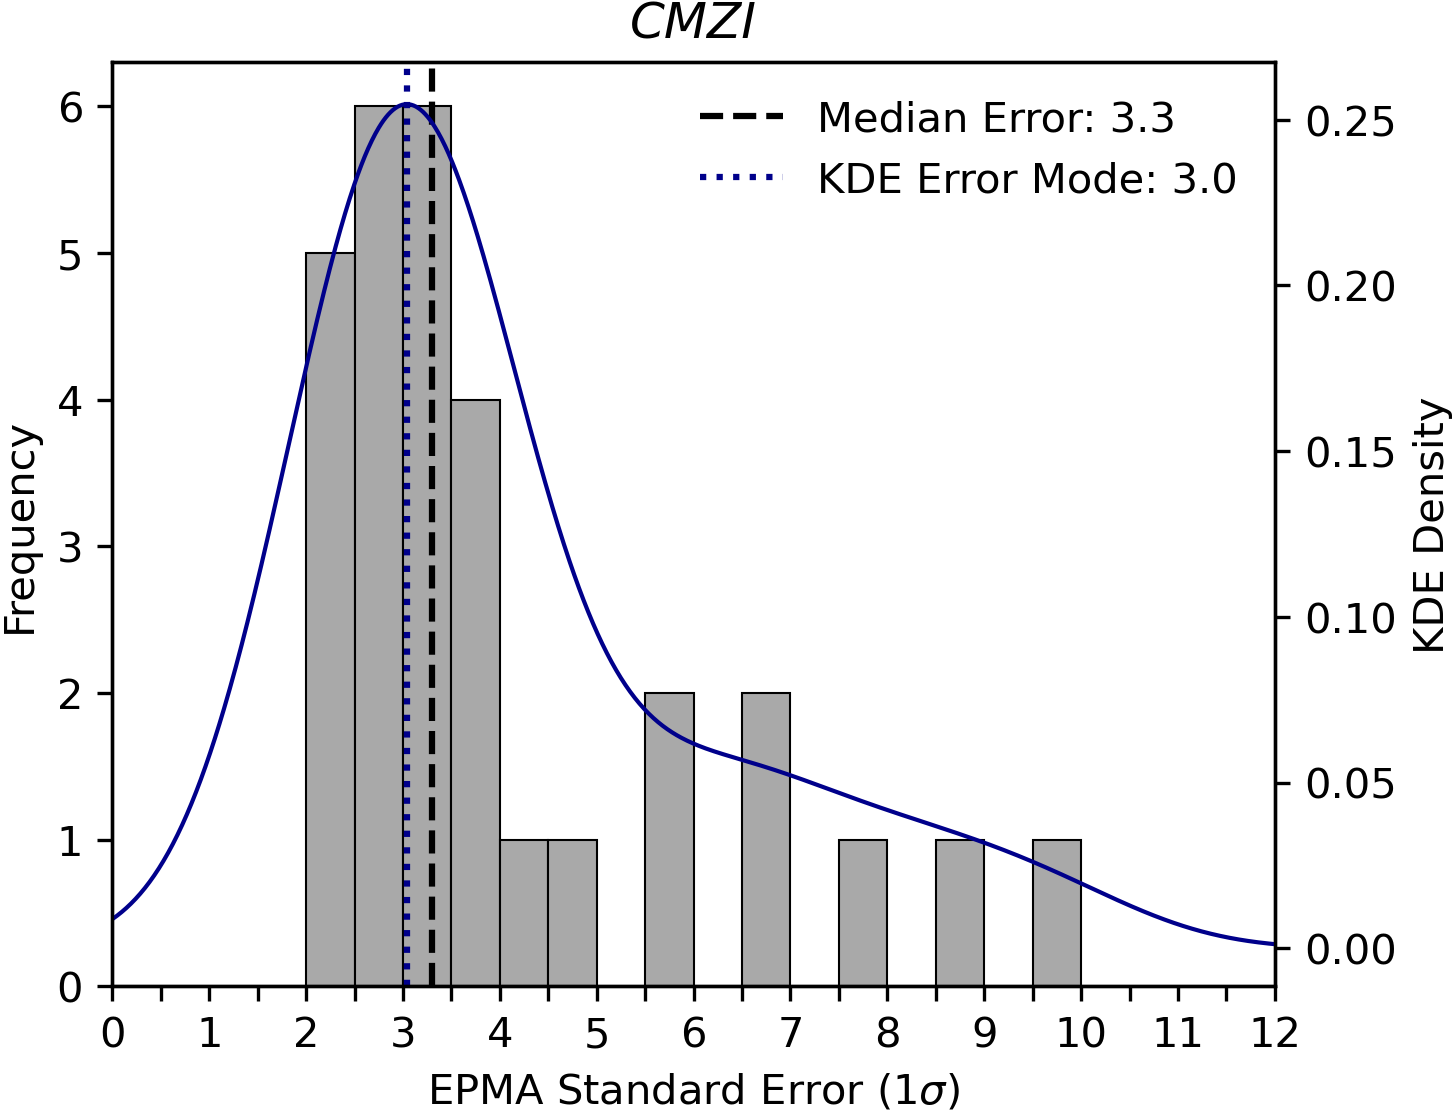 CMZI
Median Error: 3.3
KDE Error Mode: 3.0
6
5
4
3
2
1
0
Frequency
0.25
0.20
0.15
0.10
0.05
0.00
KDE Density
0 1 2 3 4 5 6 7 8 9 10 11 12
EPMA Standard Error (1σ)